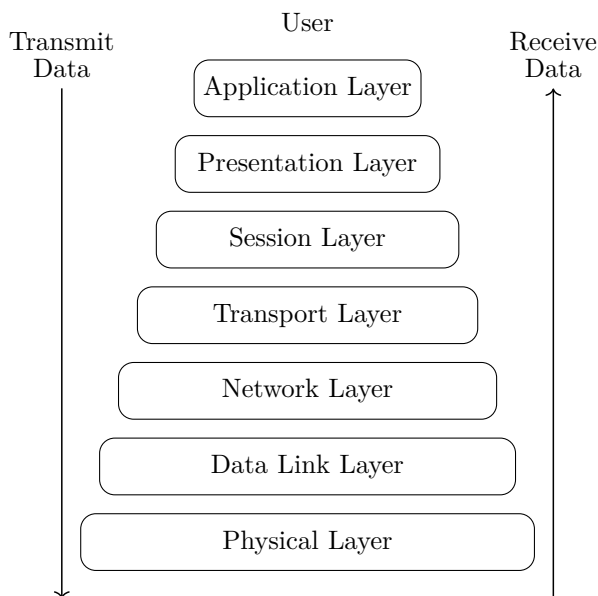 User
Transmit
Data
Receive
Data
Application Layer
Presentation Layer
Session Layer
Transport Layer
Network Layer
Data Link Layer
Physical Layer